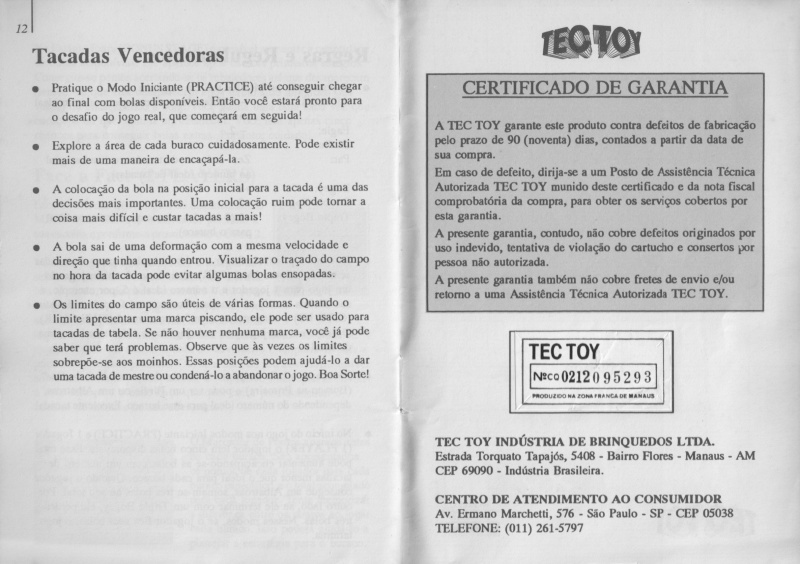 12
Tacadas Vencedoras
● Pratique o Modo Iniciante (PRACTICE) até conseguir chegar
ao final com bolas disponíveis. Então você estará pronto para
o desafio do jogo real, que começará em seguida!
● Explore a área de cada buraco cuidadosamente. Pode existir
mais de uma maneira de encaçapá-la.
● A colocação da bola na posição inicial para a tacada é uma das
decisões mais importantes. Uma colocação ruim pode tornar a
coisa mais difícil e custar tacadas a mais!
● A bola sai de uma deformação com a mesma velocidade e
direção que tinha quando entrou. Visualizar o traçado do campo
no hora da tacada pode evitar algumas bolas ensopadas.
● Os limites do campo são úteis de várias formas. Quando o
limite apresentar uma marca piscando, ele pode ser usado para
tacadas de tabela. Se não houver nenhuma marca, você já pode
saber que terá problemas. Observe que às vezes os limites
sobrepõe-se aos moinhos. Essas posições podem ajudá-lo a dar
uma tacada de mestre ou condená-lo a abandonar o jogo. Boa Sorte!
TEC TOY
CERTIFICADO DE GARANTIA
A TEC TOY garante este produto contra defeitos de fabricação
pelo prazo de 90 (noventa) dias, contados a partir da data de
sua compra.
Em caso de defeito, dirija-se a um Posto de Assistência Técnica
Autorizada TEC TOY munido deste certificado e da nota fiscal
comprobatória da compra, para obter os serviços cobertos por
esta garantia.
A presente garantia, contudo, não cobre defeitos originados por
uso indevido, tentativa de violação do cartucho e consertos por
pessoa não autorizada.
A presente garantia também não cobre fretes de envio e/ou
retorno a uma Assistência Técnica Autorizada TEC TOY.
TEC TOY
Nº CO 0212095293
PRODUZIDO NA ZONA FRANCA DE MANAUS
TEC TOY INDÚSTRIA DE BRINQUEDOS LTDA.
Estrada Torquato Tapajós, 5408 - Bairro Flores - Manaus - AM
CEP 69090 - Indústria Brasileira.
CENTRO DE ATENDIMENTO AO CONSUMIDOR
Av. Ermano Marchetti, 576 - São Paulo - SP - CEP 05038
TELEFONE: (011) 261-5797